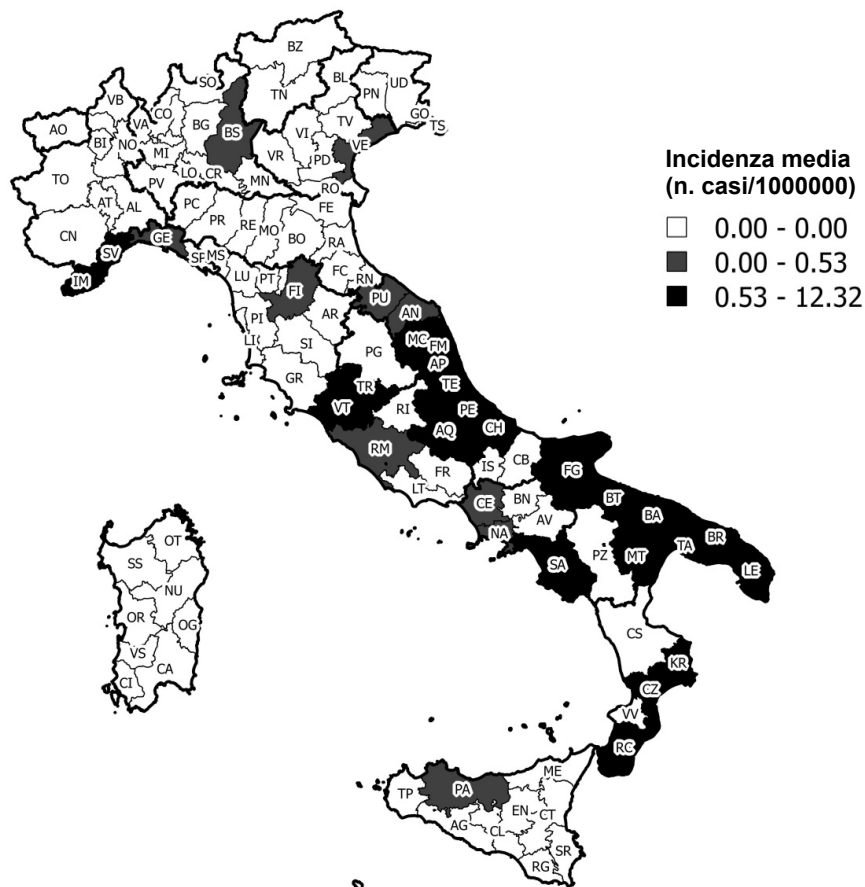 BZ
SO
BL
UD
VB
TN
PN
CO
GO
AO
VA
BG
TV
TS
BS
VI
BI
NO
MI
VE
VR
PD
TO
LO
CR
PV
MN
RO
AT
AL
PC
FE
PR
RE
MO
CN
BO
GE
RA
SV
SP
MS
FC
RN
LU
PT
IM
FI
PU
AN
PI
AR
MC
FM
LI
SI
PG
AP
GR
TR
TE
VT
RI
PE
AQ
CH
RM
CB
IS
FG
FR
LT
CE
BN
BT
AV
BA
NA
BR
SA
PZ
MT
TA
LE
OT
SS
NU
OR
OG
CS
VS
KR
CA
CI
CZ
VV
RC
ME
TP
PA
EN
CT
AG
CL
SR
RG
Incidenza media
(n. casi/1000000)
0.00 - 0.00
0.00 - 0.53
0.53 - 12.32